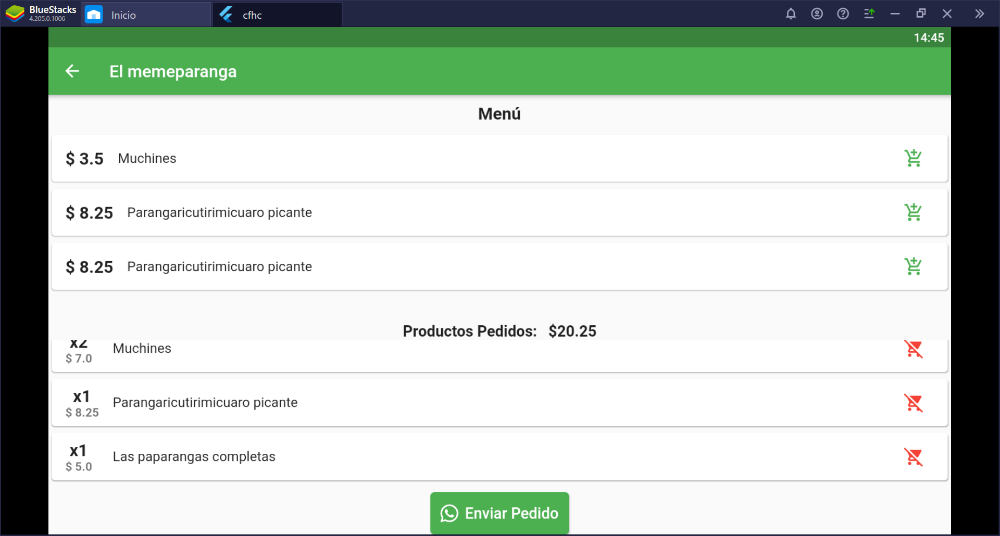 BlueStacks
4.205.0.1006
Inicio
cfhc
14:45
El memeparanga
Menú
$ 3.5 Muchines
$ 8.25 Parangaricutirimicuaro picante
$ 8.25 Parangaricutirimicuaro picante
Productos Pedidos: $20.25
x2
Muchines
$ 7.0
x1
Parangaricutirimicuaro picante
$ 8.25
x1
Las paparangas completas
$ 5.0
Enviar Pedido